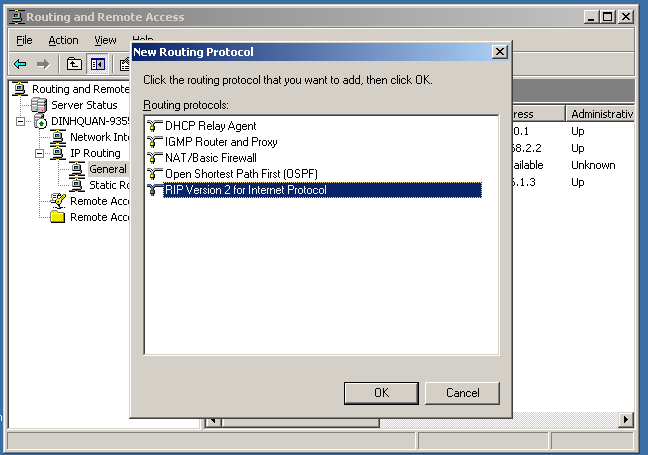 Routing and Remote Access
File Action View Help
New Routing Protocol
Click the routing protocol that you want to add, then click OK.
Routing protocols:
DHCP Relay Agent
IGMP Router and Proxy
NAT/Basic Firewall
Open Shortest Path First (OSPF)
RIP Version 2 for Internet Protocol
OK Cancel
Routing and Remote
Server Status
DINHQUAN-935
Network Int
IP Routing
General
Static Ro
Remote Acc
Remote Acc
ress Administrativ
0.1 Up
68.2.2 Up
ailable Unknown
.1.3 Up